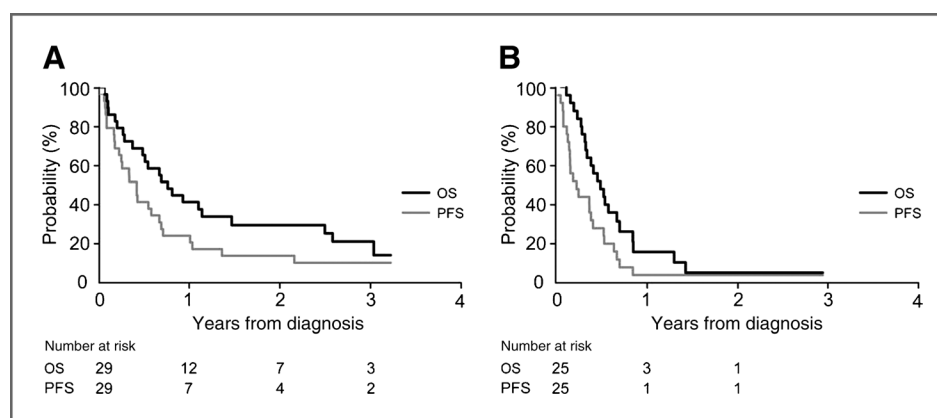 A
Probability (%)
100
80
60
40
20
0
0 1 2 3 4
Years from diagnosis
OS
PFS
Number at risk
OS 29 12 7 3
PFS 29 7 4 2
B
Probability (%)
100
80
60
40
20
0
0 1 2 3 4
Years from diagnosis
OS
PFS
Number at risk
OS 25 3 1
PFS 25 1 1